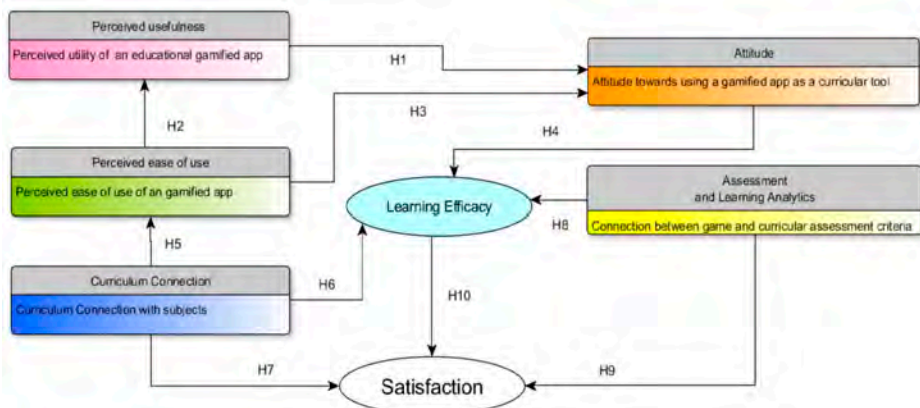 Perceived usefulness
Perceived utility of an educational gamified app
H1
Attitude
Attitude towards using a gamified app as a curricular tool
H2
H3
H4
Perceived ease of use
Perceived ease of use of an gamified app
Learning Efficacy
Assessment
and Learning Analytics
Connection between game and curricular assessment criteria
H8
H5
Curriculum Connection
Curriculum Connection with subjects
H6
H10
H7
Satisfaction
H9